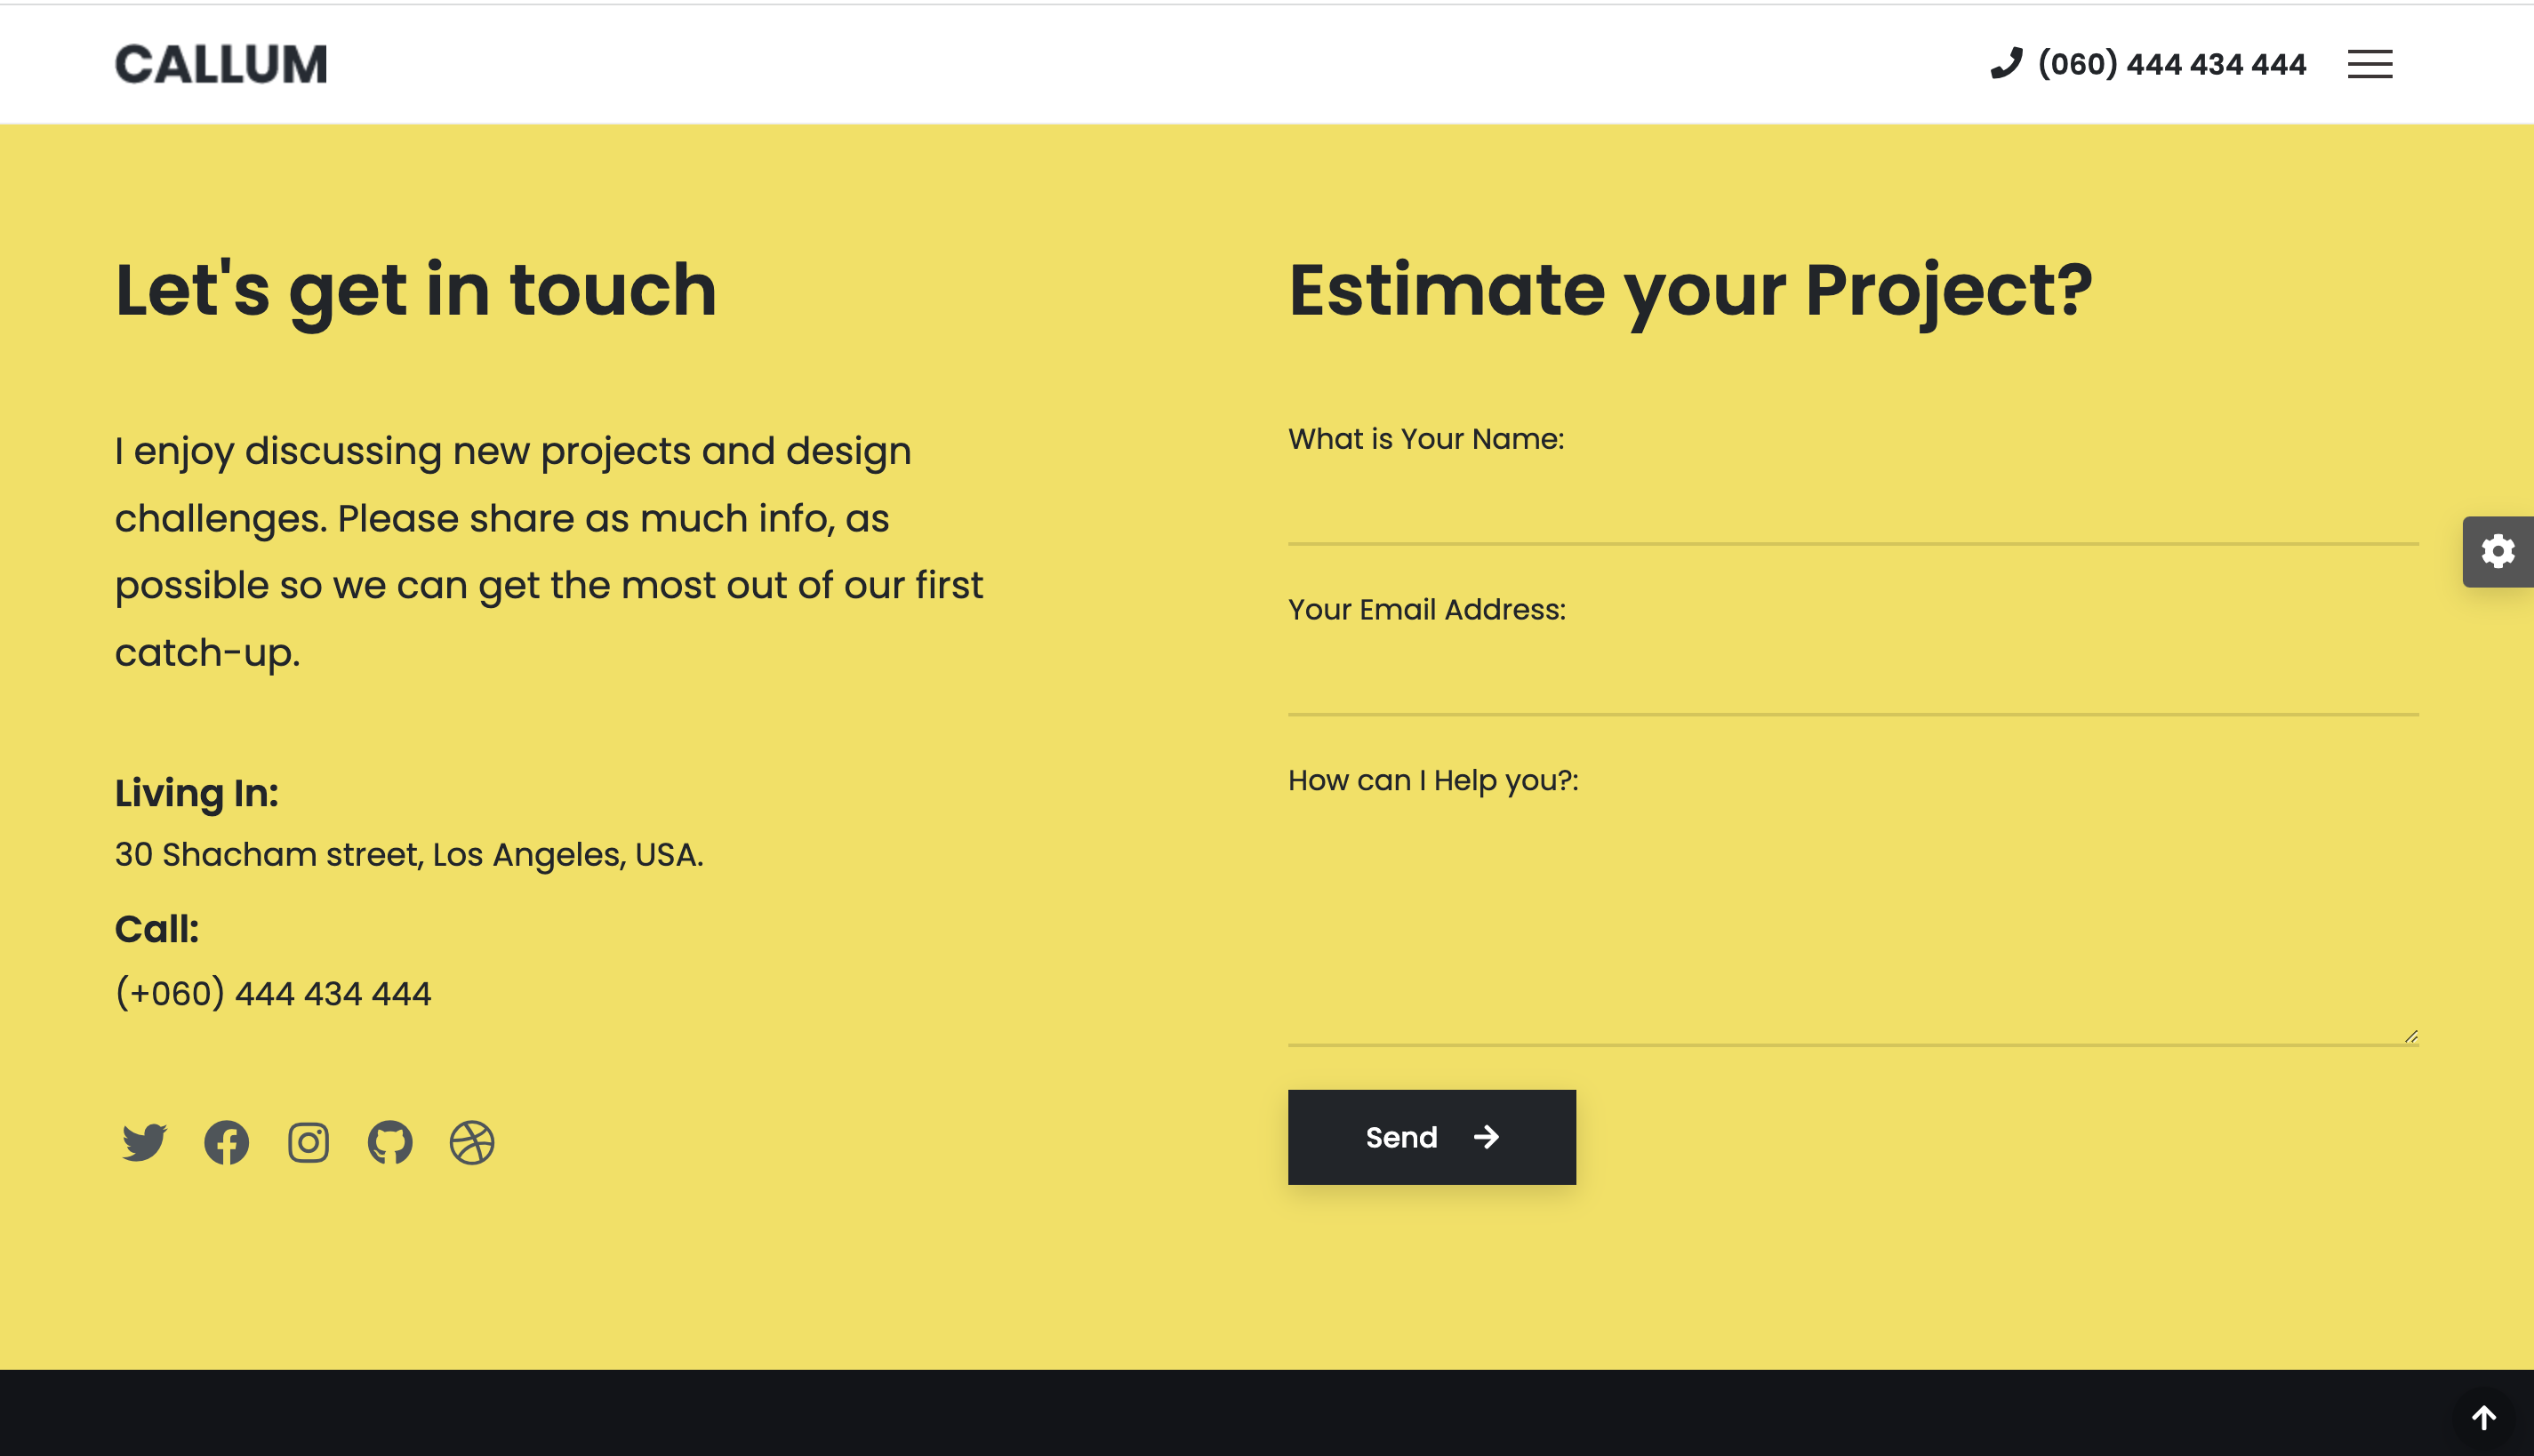 CALLUM
(060) 444 434 444
Let's get in touch
I enjoy discussing new projects and design
challenges. Please share as much info, as
possible so we can get the most out of our first
catch-up.
Living In:
30 Shacham street, Los Angeles, USA.
Call:
(+060) 444 434 444
Estimate your Project?
What is Your Name:
Your Email Address:
How can I Help you?:
Send